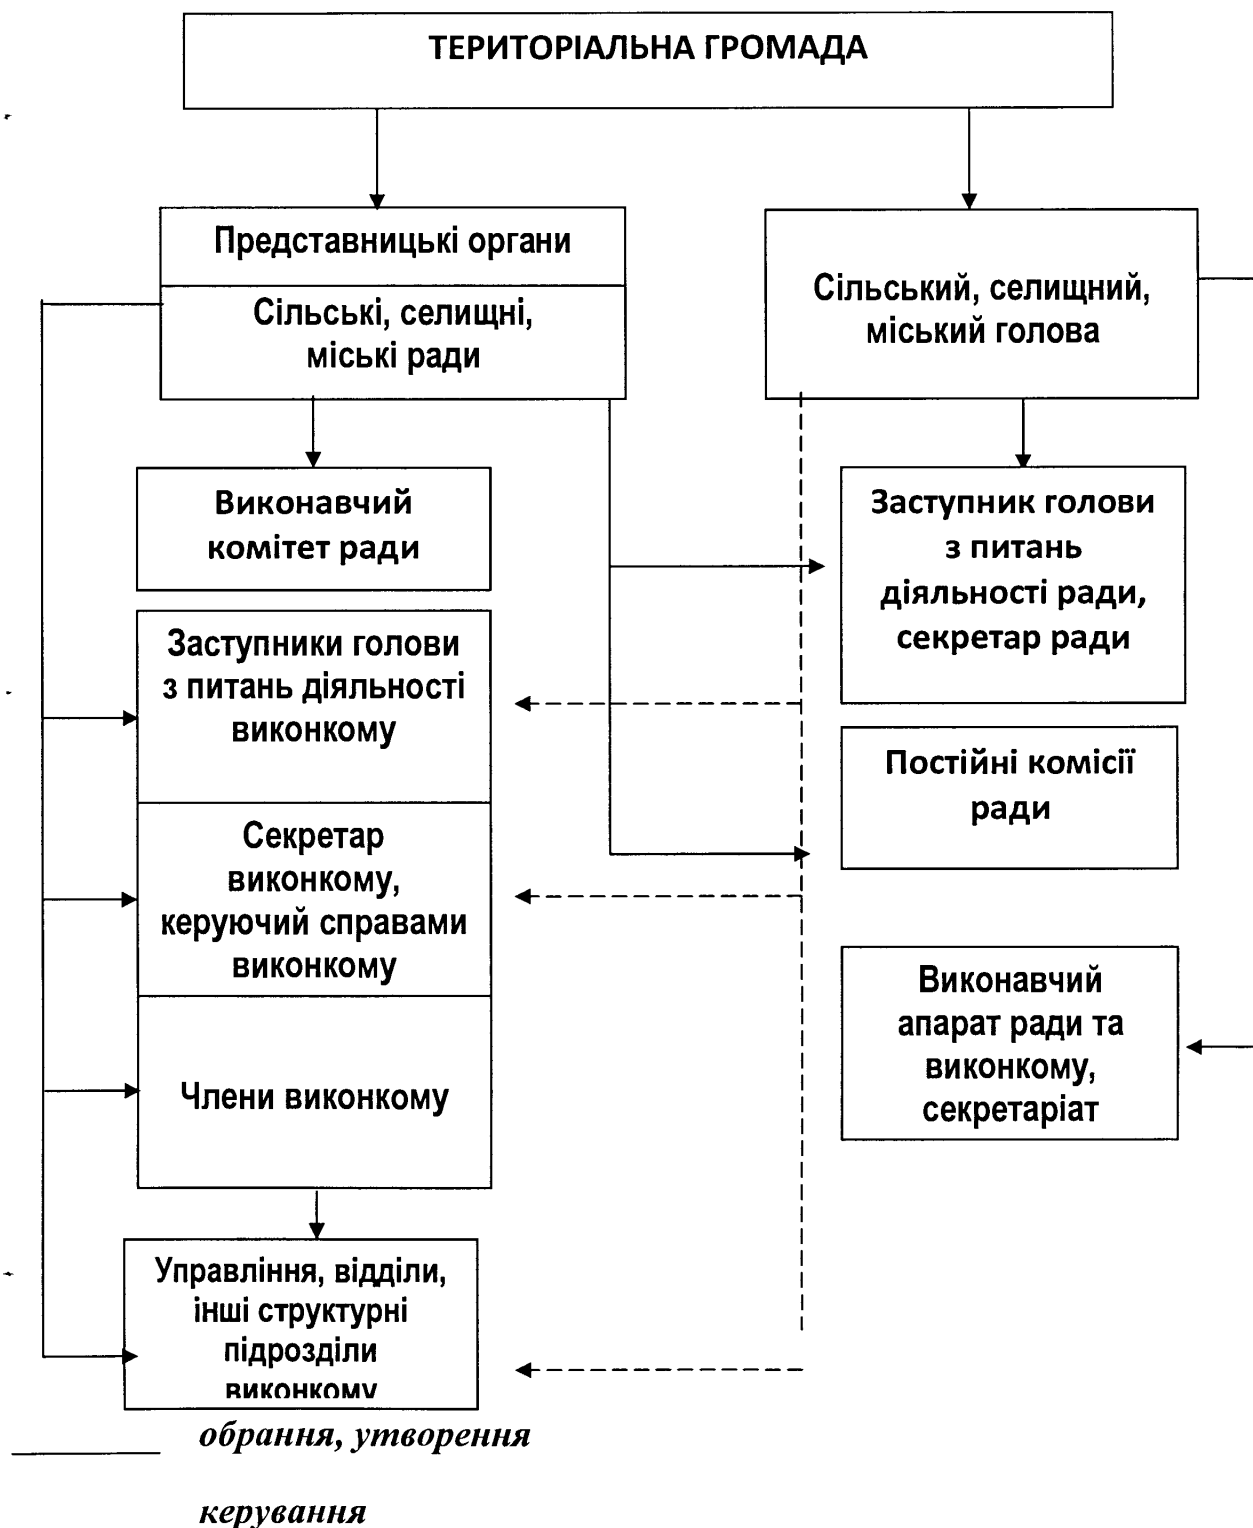 ТЕРИТОРІАЛЬНА ГРОМАДА
Представницькі органи
Сільські, селищні,
міські ради
Сільський, селищний,
міський голова
Виконавчий
комітет ради
Заступник голови
з питань
діяльності ради,
секретар ради
Заступники голови
з питань діяльності
виконкому
Постійні комісії
ради
Секретар
виконкому,
керуючий справами
виконкому
Виконавчий
апарат ради та
виконкому,
секретаріат
Члени виконкому
Управління, відділи,
інші структурні
підрозділи
виконкому
обрання, утворення
керування